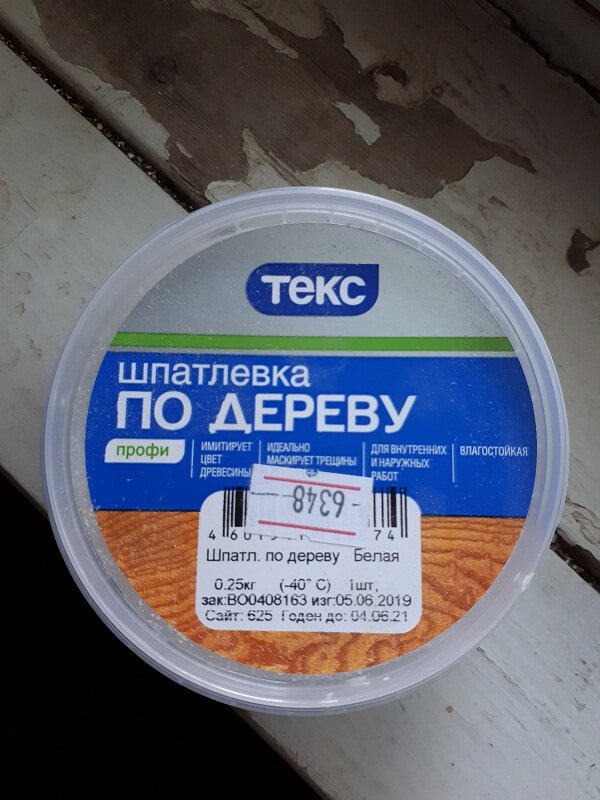 текс
шпатлевка
ПО ДЕРЕВУ
профи
ИМИТИРУЕТ
ЦВЕТ
ДРЕВЕСИНЫ
ИДЕАЛЬНО
МАСКИРУЕТ ТРЕЩИНЫ
ДЛЯ ВНУТРЕННИХ
И НАРУЖНЫХ
РАБОТ
ВЛАГОСТОЙКАЯ
6348
Шпатл. по дереву Белая
0.25кг (-40° C) 1шт,
зак:ВО0408163 изг:05.06.2019
Сайт: 625 Годен до: 04.06.21